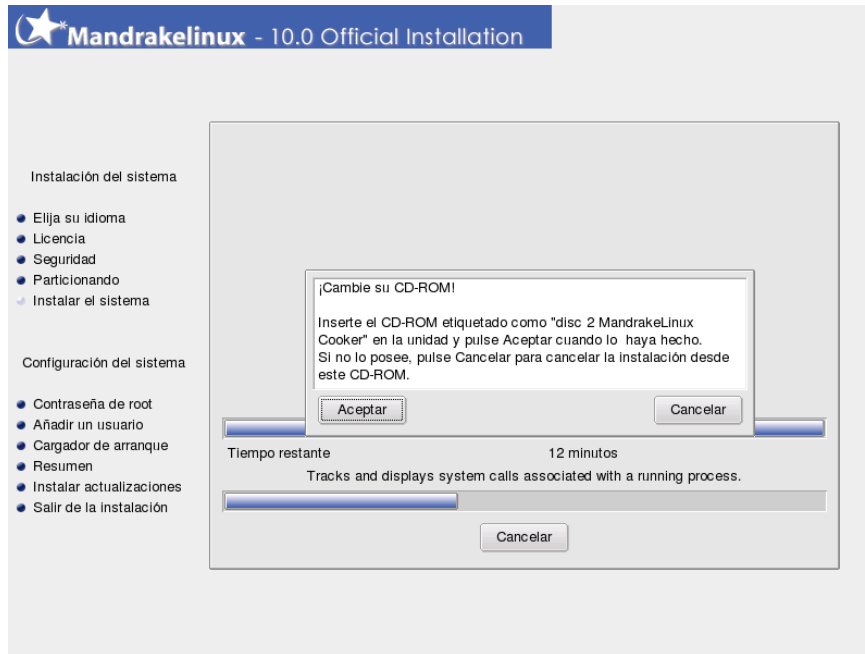 Mandrakelinux - 10.0 Official Installation
Instalación del sistema
Elija su idioma
Licencia
Seguridad
Particionando
Instalar el sistema
Configuración del sistema
Contraseña de root
Añadir un usuario
Cargador de arranque
Resumen
Instalar actualizaciones
Salir de la instalación
¡Cambie su CD-ROM!
Inserte el CD-ROM etiquetado como "disc 2 MandrakeLinux
Cooker" en la unidad y pulse Aceptar cuando lo haya hecho.
Si no lo posee, pulse Cancelar para cancelar la instalación desde
este CD-ROM.
Aceptar Cancelar
Tiempo restante 12 minutos
Tracks and displays system calls associated with a running process.
Cancelar